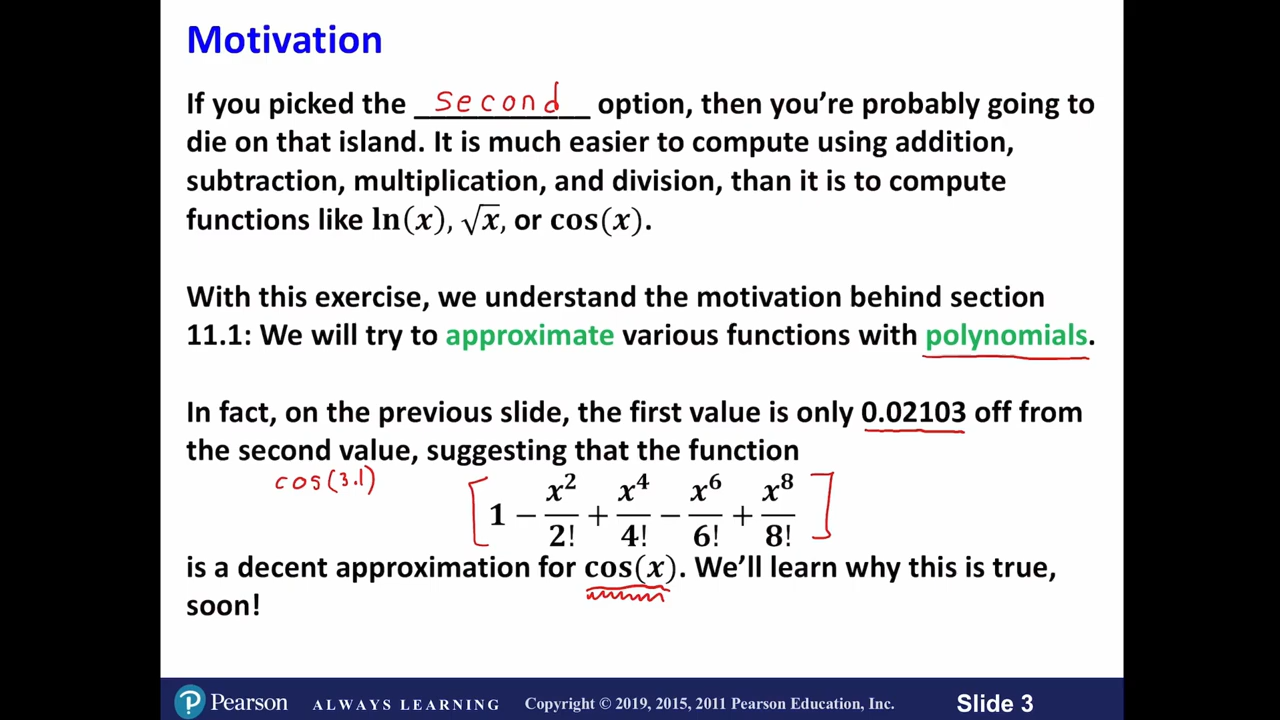 Motivation
If you picked the second option, then you’re probably going to
die on that island. It is much easier to compute using addition,
subtraction, multiplication, and division, than it is to compute
functions like ln(x), √x, or cos(x).
With this exercise, we understand the motivation behind section
11.1: We will try to approximate various functions with polynomials.
In fact, on the previous slide, the first value is only 0.02103 off from
the second value, suggesting that the function
cos(3.1)
[1 − x²/2! + x⁴/4! − x⁶/6! + x⁸/8!]
is a decent approximation for cos(x). We’ll learn why this is true,
soon!
Pearson ALWAYS LEARNING Copyright © 2019, 2015, 2011 Pearson Education, Inc. Slide 3